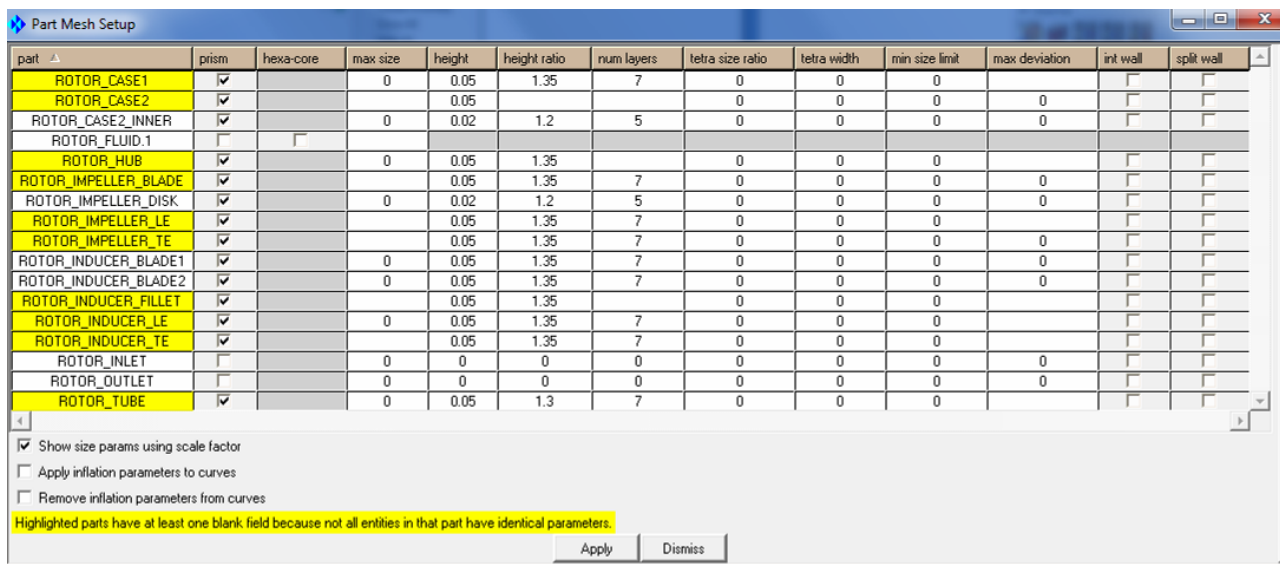 Part Mesh Setup
part prism hexa-core max size height height ratio num layers tetra size ratio tetra width min size limit max deviation int wall split wall
ROTOR_CASE1 0 0.05 1.35 7 0 0 0
ROTOR_CASE2 0.05 0 0 0 0
ROTOR_CASE2_INNER 0 0.02 1.2 5 0 0 0 0
ROTOR_FLUID.1
ROTOR_HUB 0 0.05 1.35 0 0 0
ROTOR_IMPELLER_BLADE 0.05 1.35 7 0 0 0 0
ROTOR_IMPELLER_DISK 0 0.02 1.2 5 0 0 0 0
ROTOR_IMPELLER_LE 0.05 1.35 7 0 0 0
ROTOR_IMPELLER_TE 0.05 1.35 7 0 0 0 0
ROTOR_INDUCER_BLADE1 0 0.05 1.35 7 0 0 0 0
ROTOR_INDUCER_BLADE2 0 0.05 1.35 7 0 0 0 0
ROTOR_INDUCER_FILLET 0.05 1.35 0 0 0
ROTOR_INDUCER_LE 0 0.05 1.35 7 0 0 0
ROTOR_INDUCER_TE 0.05 1.35 7 0 0 0
ROTOR_INLET 0 0 0 0 0 0 0 0
ROTOR_OUTLET 0 0 0 0 0 0 0 0
ROTOR_TUBE 0 0.05 1.3 7 0 0 0
Show size params using scale factor
Apply inflation parameters to curves
Remove inflation parameters from curves
Highlighted parts have at least one blank field because not all entities in that part have identical parameters.
Apply Dismiss